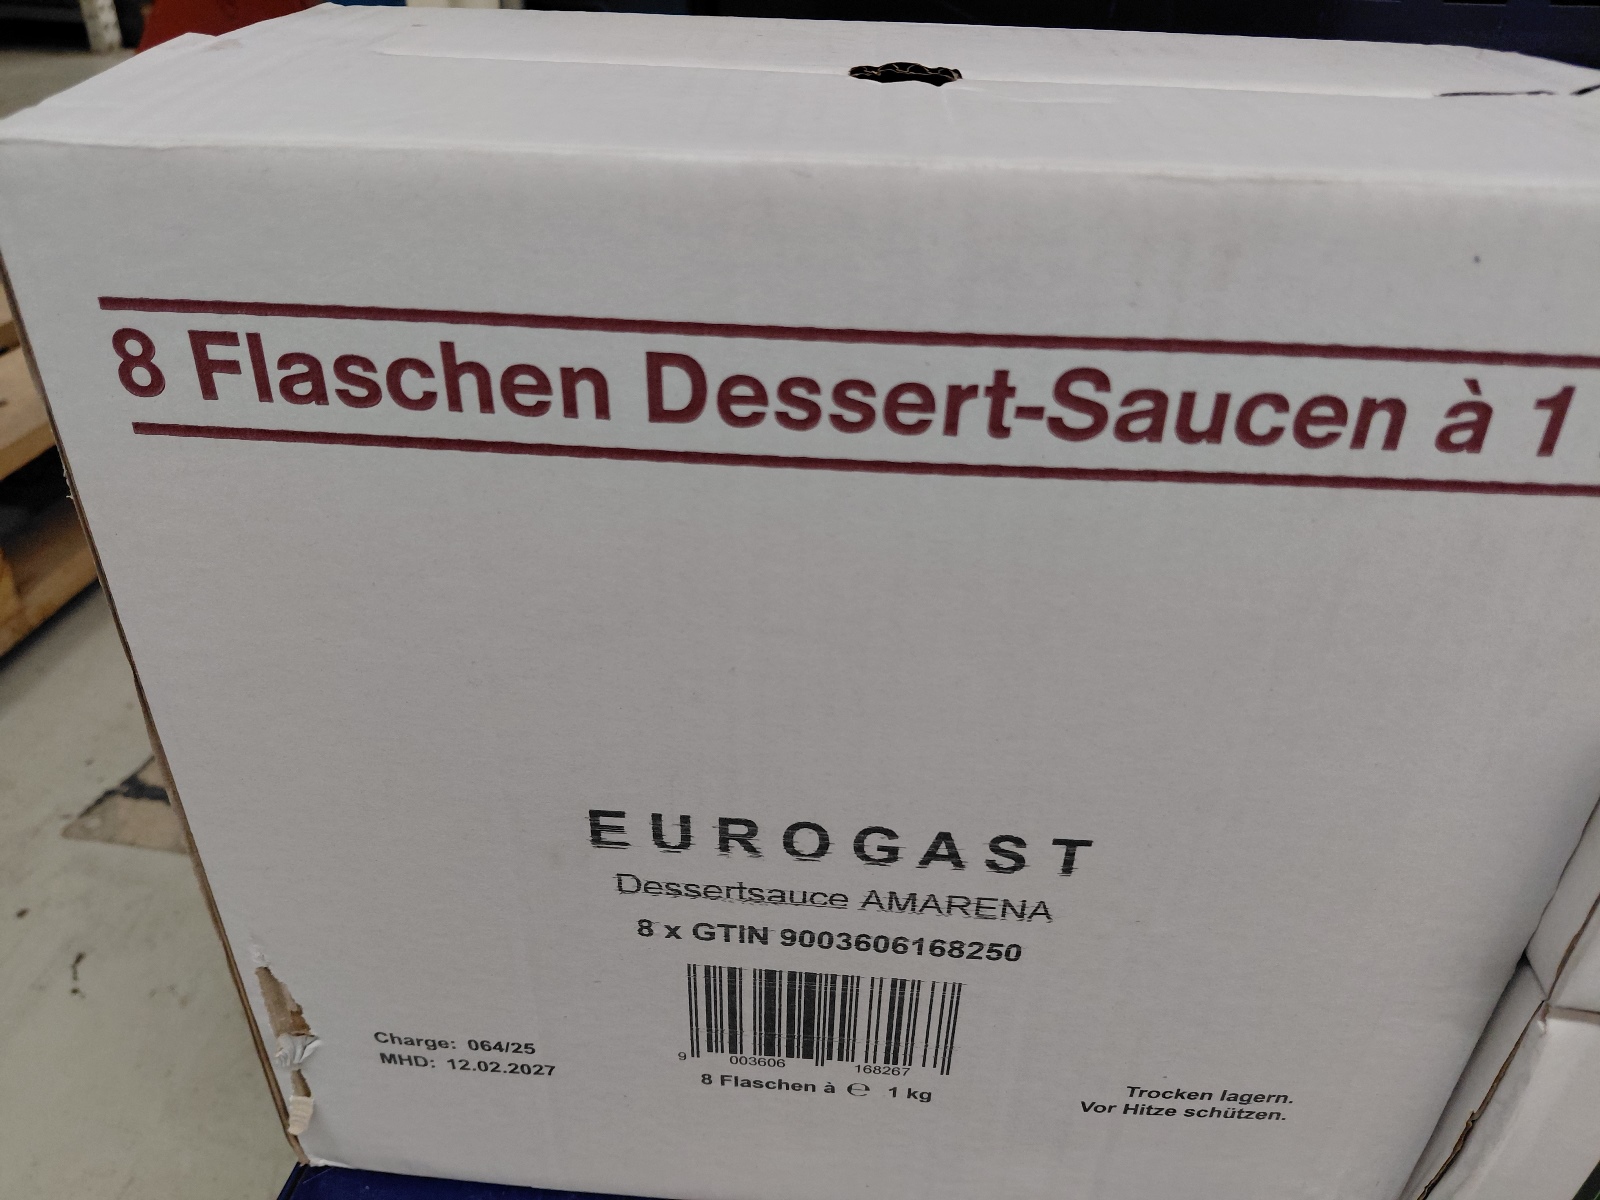 8 Flaschen Dessert-Saucen à 1
EUROGAST
Dessertsauce AMARENA
8 x GTIN 9003606168250
9 003606 168267
8 Flaschen à ℮ 1 kg
Charge: 064/25
MHD: 12.02.2027
Trocken lagern.
Vor Hitze schützen.